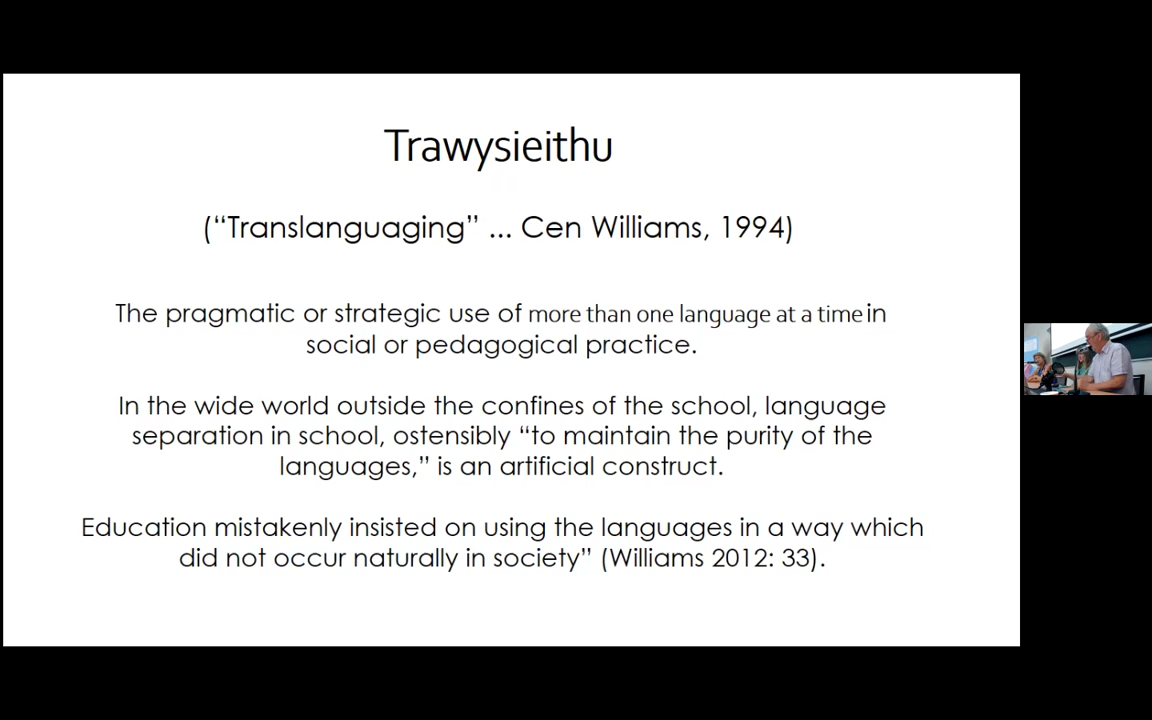 Trawysieithu
(“Translanguaging” ... Cen Williams, 1994)
The pragmatic or strategic use of more than one language at a time in
social or pedagogical practice.
In the wide world outside the confines of the school, language
separation in school, ostensibly “to maintain the purity of the
languages,” is an artificial construct.
Education mistakenly insisted on using the languages in a way which
did not occur naturally in society” (Williams 2012: 33).